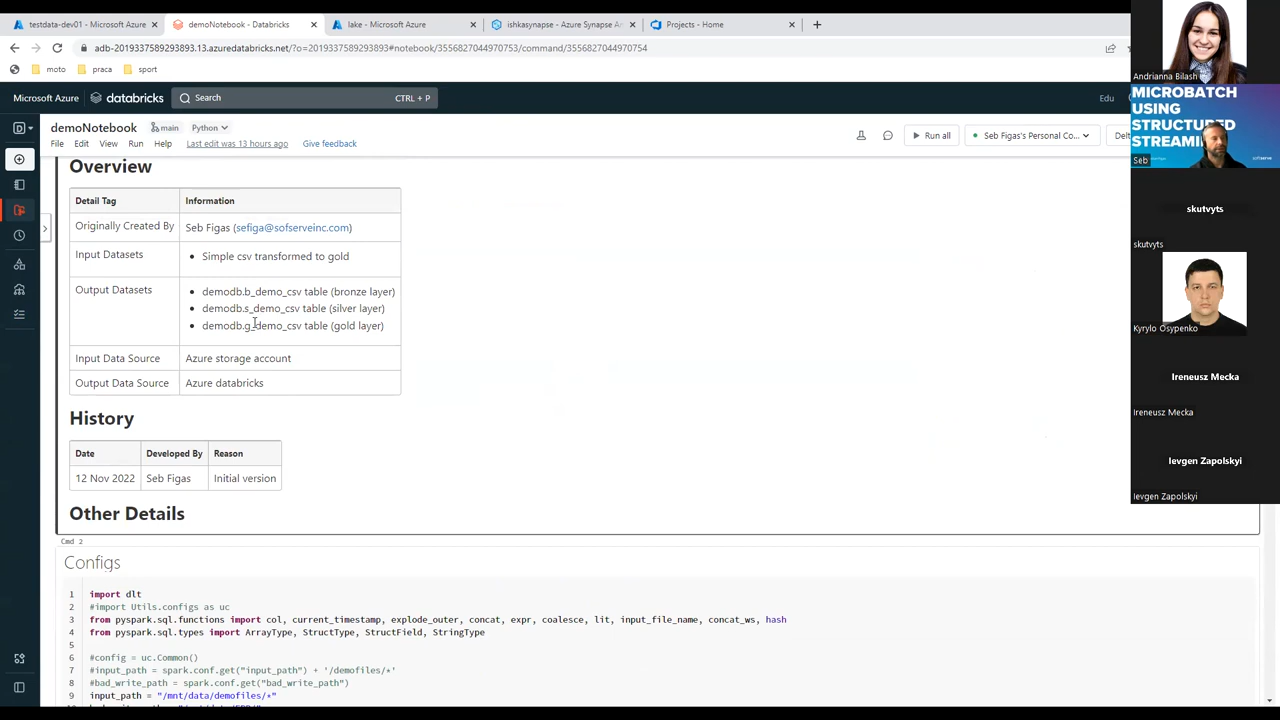 testdata-dev01 - Microsoft Azure
demoNotebook - Databricks
lake - Microsoft Azure
ishkasynapse - Azure Synapse An
Projects - Home
adb-2019337589293893.13.azuredatabricks.net/?o=2019337589293893#notebook/3556827044970753/command/3556827044970754
moto praca sport
Microsoft Azure databricks Search CTRL + P Edu
demoNotebook main Python
File Edit View Run Help Last edit was 13 hours ago Give feedback
Run all Seb Figas's Personal Co... Delt
Overview
Detail Tag Information
Originally Created By Seb Figas (sefiga@sofserveinc.com)
Input Datasets • Simple csv transformed to gold
Output Datasets • demodb.b_demo_csv table (bronze layer)
• demodb.s_demo_csv table (silver layer)
• demodb.g_demo_csv table (gold layer)
Input Data Source Azure storage account
Output Data Source Azure databricks
History
Date Developed By Reason
12 Nov 2022 Seb Figas Initial version
Other Details
Cmd 2
Configs
1 import dlt
2 #import Utils.configs as uc
3 from pyspark.sql.functions import col, current_timestamp, explode_outer, concat, expr, coalesce, lit, input_file_name, concat_ws, hash
4 from pyspark.sql.types import ArrayType, StructType, StructField, StringType
5
6 #config = uc.Common()
7 #input_path = spark.conf.get("input_path") + '/demofiles/*'
8 #bad_write_path = spark.conf.get("bad_write_path")
9 input_path = "/mnt/data/demofiles/*"
Andrianna Bilash
MICROBATCH
USING
STRUCTURED
STREAMI
Seb
skutvyts
skutvyts
Kyrylo Osypenko
Ireneusz Mecka
Ireneusz Mecka
Ievgen Zapolskyi
Ievgen Zapolskyi